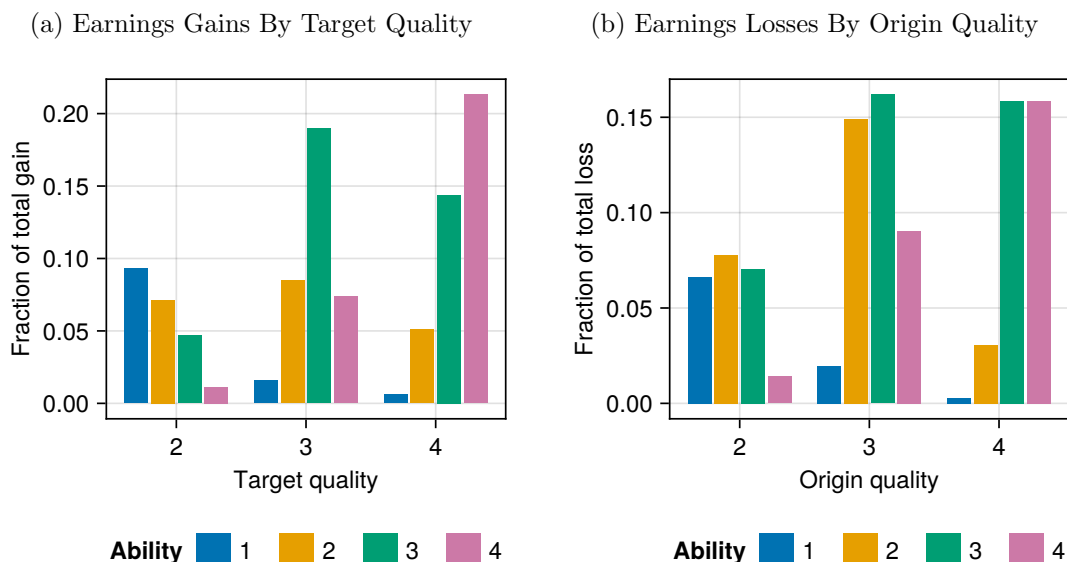 (a) Earnings Gains By Target Quality
Fraction of total gain
0.20
0.15
0.10
0.05
0.00
2 3 4
Target quality
Ability 1 2 3 4
(b) Earnings Losses By Origin Quality
Fraction of total loss
0.15
0.10
0.05
0.00
2 3 4
Origin quality
Ability 1 2 3 4